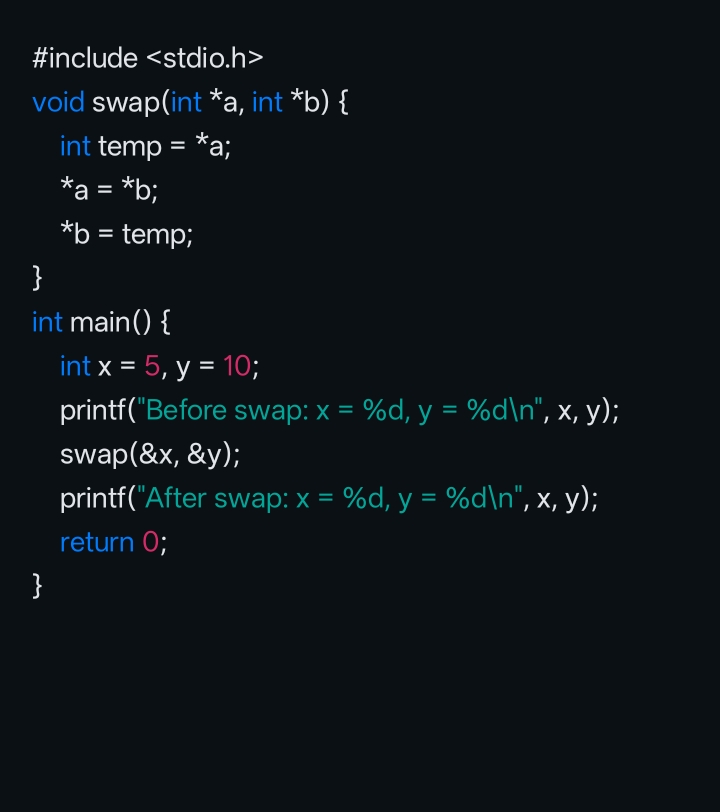 #include <stdio.h>
void swap(int *a, int *b) {
    int temp = *a;
    *a = *b;
    *b = temp;
}
int main() {
    int x = 5, y = 10;
    printf("Before swap: x = %d, y = %d\n", x, y);
    swap(&x, &y);
    printf("After swap: x = %d, y = %d\n", x, y);
    return 0;
}